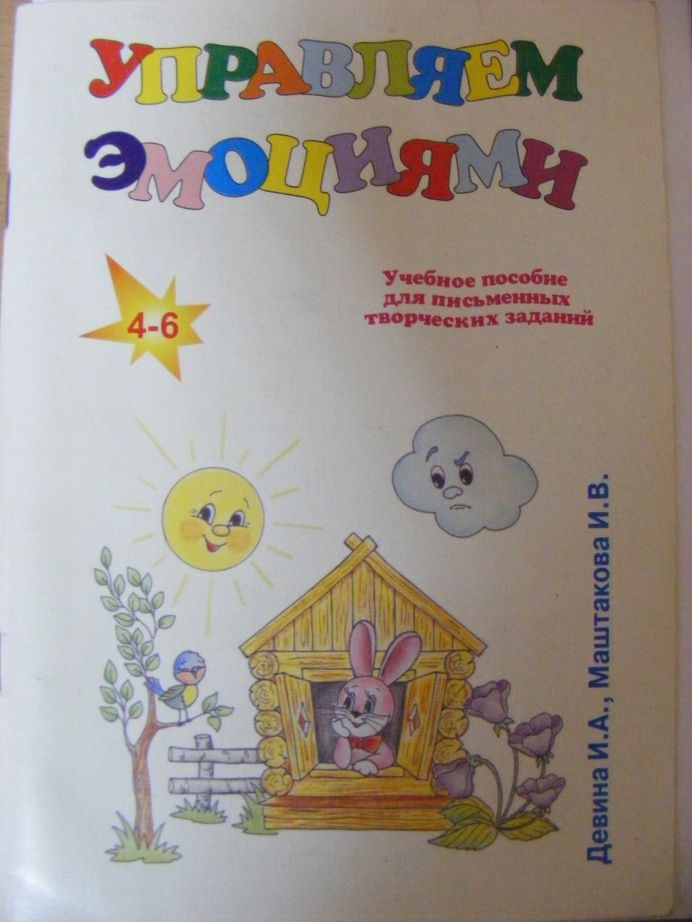 УПРАВЛЯЕМ
ЭМОЦИЯМИ
Учебное пособие
для письменных
творческих заданий
4-6
Девина И.А., Маштакова И.В.